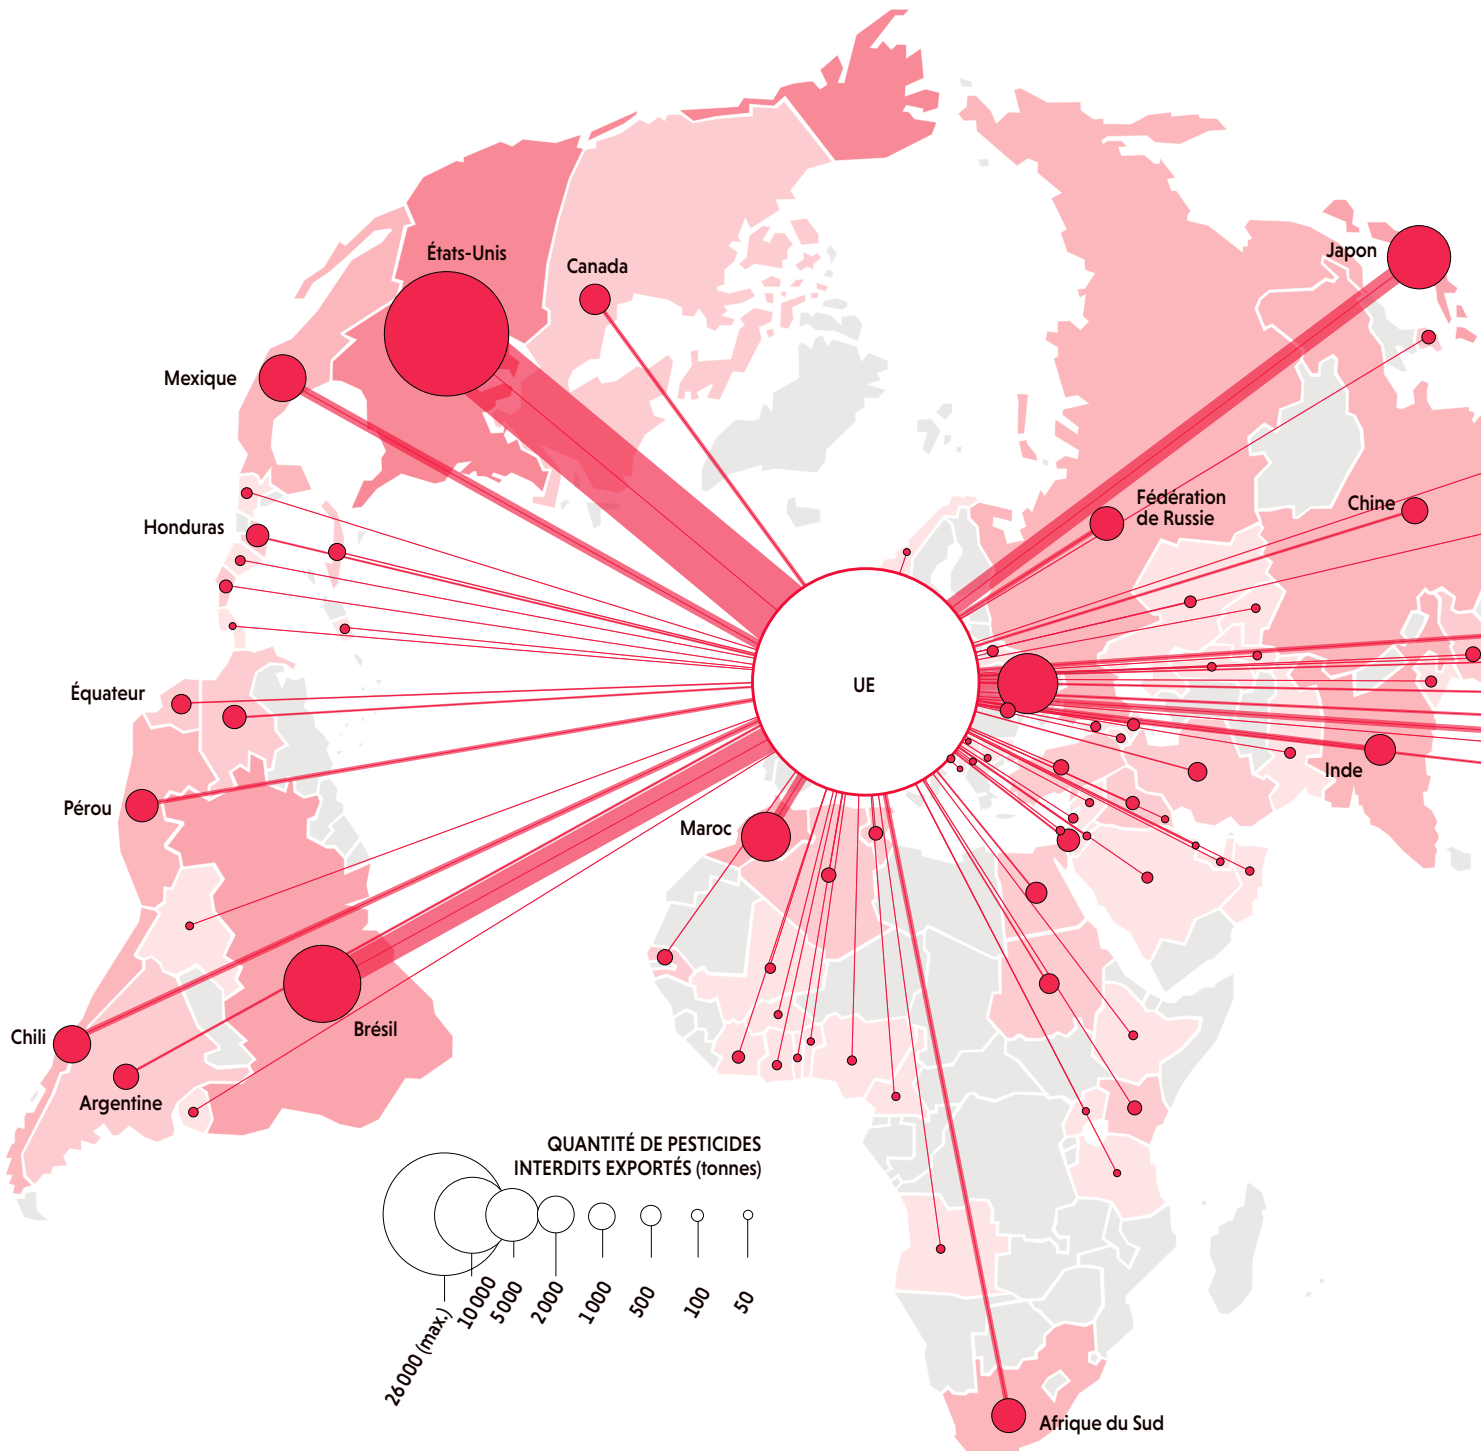 États-Unis
Canada
Japon
Mexique
Fédération
de Russie
Chine
Honduras
UE
Équateur
Inde
Pérou
Maroc
Chili
Brésil
Argentine
QUANTITÉ DE PESTICIDES
INTERDITS EXPORTÉS (tonnes)
26 000 (max.)
10 000
5 000
2 000
1 000
500
100
50
Afrique du Sud